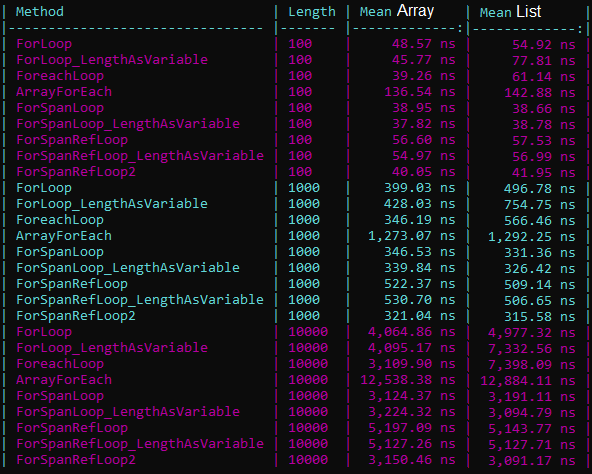 | Method | Length | Mean Array | Mean List |
|------------------------------- |------- |-------------:|-------------:|
| ForLoop | 100 | 48.57 ns | 54.92 ns |
| ForLoop_LengthAsVariable | 100 | 45.77 ns | 77.81 ns |
| ForeachLoop | 100 | 39.26 ns | 61.14 ns |
| ArrayForEach | 100 | 136.54 ns | 142.88 ns |
| ForSpanLoop | 100 | 38.95 ns | 38.66 ns |
| ForSpanLoop_LengthAsVariable | 100 | 37.82 ns | 38.78 ns |
| ForSpanRefLoop | 100 | 56.60 ns | 57.53 ns |
| ForSpanRefLoop_LengthAsVariable | 100 | 54.97 ns | 56.99 ns |
| ForSpanRefLoop2 | 100 | 40.05 ns | 41.95 ns |
| ForLoop | 1000 | 399.03 ns | 496.78 ns |
| ForLoop_LengthAsVariable | 1000 | 428.03 ns | 754.75 ns |
| ForeachLoop | 1000 | 346.19 ns | 566.46 ns |
| ArrayForEach | 1000 | 1,273.07 ns | 1,292.25 ns |
| ForSpanLoop | 1000 | 346.53 ns | 331.36 ns |
| ForSpanLoop_LengthAsVariable | 1000 | 339.84 ns | 326.42 ns |
| ForSpanRefLoop | 1000 | 522.37 ns | 509.14 ns |
| ForSpanRefLoop_LengthAsVariable | 1000 | 530.70 ns | 506.65 ns |
| ForSpanRefLoop2 | 1000 | 321.04 ns | 315.58 ns |
| ForLoop | 10000 | 4,064.86 ns | 4,977.32 ns |
| ForLoop_LengthAsVariable | 10000 | 4,095.17 ns | 7,332.56 ns |
| ForeachLoop | 10000 | 3,109.90 ns | 7,398.09 ns |
| ArrayForEach | 10000 | 12,538.38 ns | 12,884.11 ns |
| ForSpanLoop | 10000 | 3,124.37 ns | 3,191.11 ns |
| ForSpanLoop_LengthAsVariable | 10000 | 3,224.32 ns | 3,094.79 ns |
| ForSpanRefLoop | 10000 | 5,197.09 ns | 5,143.77 ns |
| ForSpanRefLoop_LengthAsVariable | 10000 | 5,127.26 ns | 5,127.71 ns |
| ForSpanRefLoop2 | 10000 | 3,150.46 ns | 3,091.17 ns |